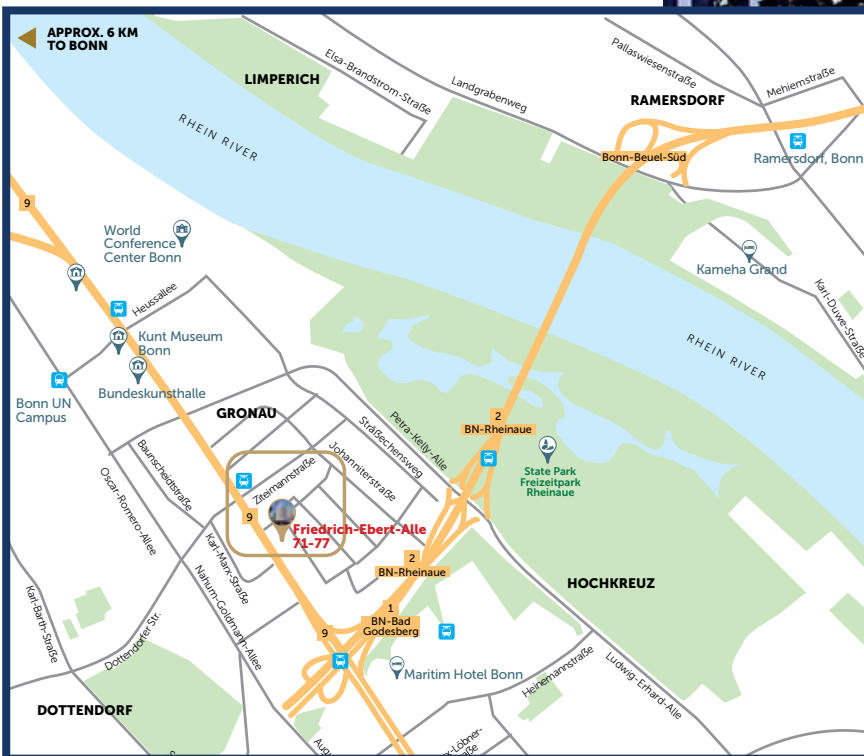 APPROX. 6 KM
TO BONN
LIMPERICH
Elsa-Brandstrom-Straße
Landgrabenweg
Pallaswiesenstraße
RAMERSDORF
Mehlemstraße
RHEIN RIVER
Bonn-Beuel-Süd
Ramersdorf, Bonn
9
World
Conference
Center Bonn
Kameha Grand
Karl-Duwe-Straße
Heussallee
Kunt Museum
Bonn
RHEIN RIVER
Bonn UN
Campus
Bundeskunsthalle
GRONAU
Petra-Kelly-Alle
2
BN-Rheinaue
Sträßechensweg
Baunscheidtstraße
Johanniterstraße
State Park
Freizeitpark
Rheinaue
Oscar-Romero-Allee
Ziteimannstraße
9
Friedrich-Ebert-Alle
71-77
Karl-Marx-Straße
2
BN-Rheinaue
HOCHKREUZ
Nahum-Goldmann-Allee
1
BN-Bad
Godesberg
9
Karl-Barth-Straße
Dottendorfer Str.
Maritim Hotel Bonn
Heinemannstraße
Ludwig-Erhard-Alle
DOTTENDORF